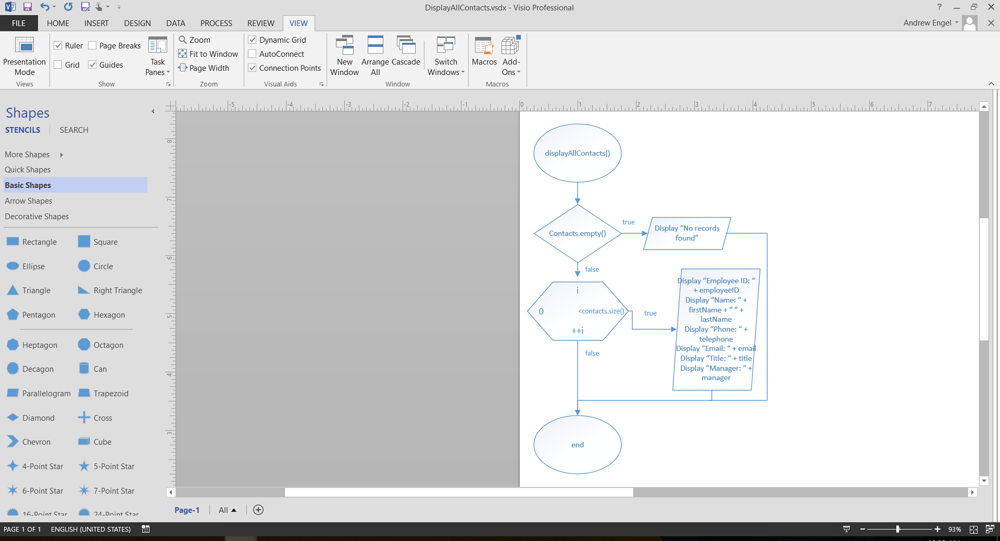 DisplayAllContacts.vsdx - Visio Professional
?
FILE HOME INSERT DESIGN DATA PROCESS REVIEW VIEW
Andrew Engel
Presentation
Mode
Views
Ruler
Page Breaks
Grid
Guides
Task
Panes
Show
Zoom
Fit to Window
Page Width
Zoom
Dynamic Grid
AutoConnect
Connection Points
Visual Aids
New
Window
Arrange
All
Cascade
Switch
Windows
Window
Macros
Add-
Ons
Macros
Shapes
STENCILS SEARCH
More Shapes
Quick Shapes
Basic Shapes
Arrow Shapes
Decorative Shapes
Rectangle Square
Ellipse Circle
Triangle Right Triangle
Pentagon Hexagon
Heptagon Octagon
Decagon Can
Parallelogram Trapezoid
Diamond Cross
Chevron Cube
4-Point Star 5-Point Star
6-Point Star 7-Point Star
16-Point Star 24-Point Star
-5 -4 -3 -2 -1 0 1 2 3 4 5 6 7
8
7
6
5
4
3
displayAllContacts()
Contacts.empty()
true
Display “No records
found”
false
i
0
<contacts.size()
++i
true
Display “Employee ID: “
+ employeeID
Display “Name: “ +
firstName + “ “ +
lastName
Display “Phone: “ +
telephone
Display “Email: “ + email
Display “Title: “ + title
Display “Manager: “ +
manager
false
end
Page-1 All
PAGE 1 OF 1 ENGLISH (UNITED STATES)
93%